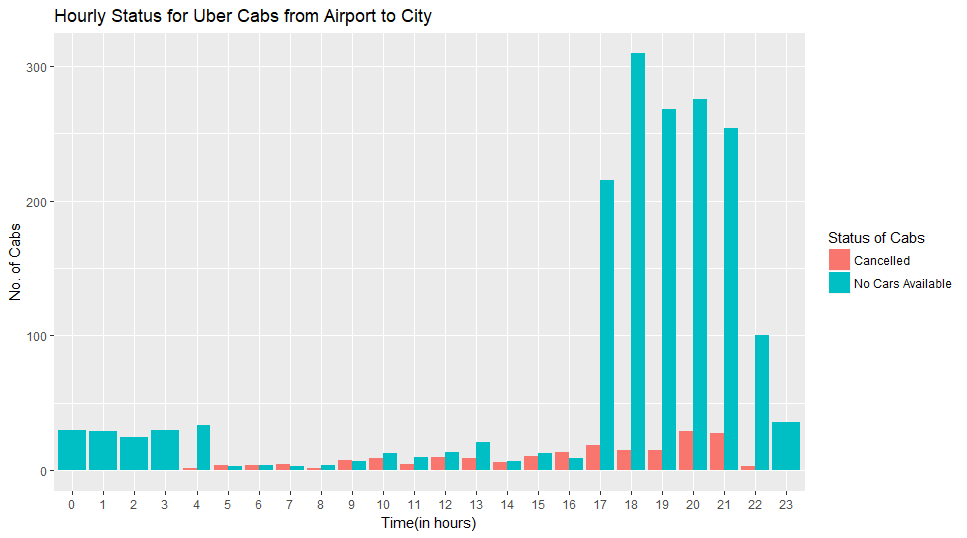 Hourly Status for Uber Cabs from Airport to City
No. of Cabs
300
200
100
0
0 1 2 3 4 5 6 7 8 9 10 11 12 13 14 15 16 17 18 19 20 21 22 23
Time(in hours)
Status of Cabs
Cancelled
No Cars Available